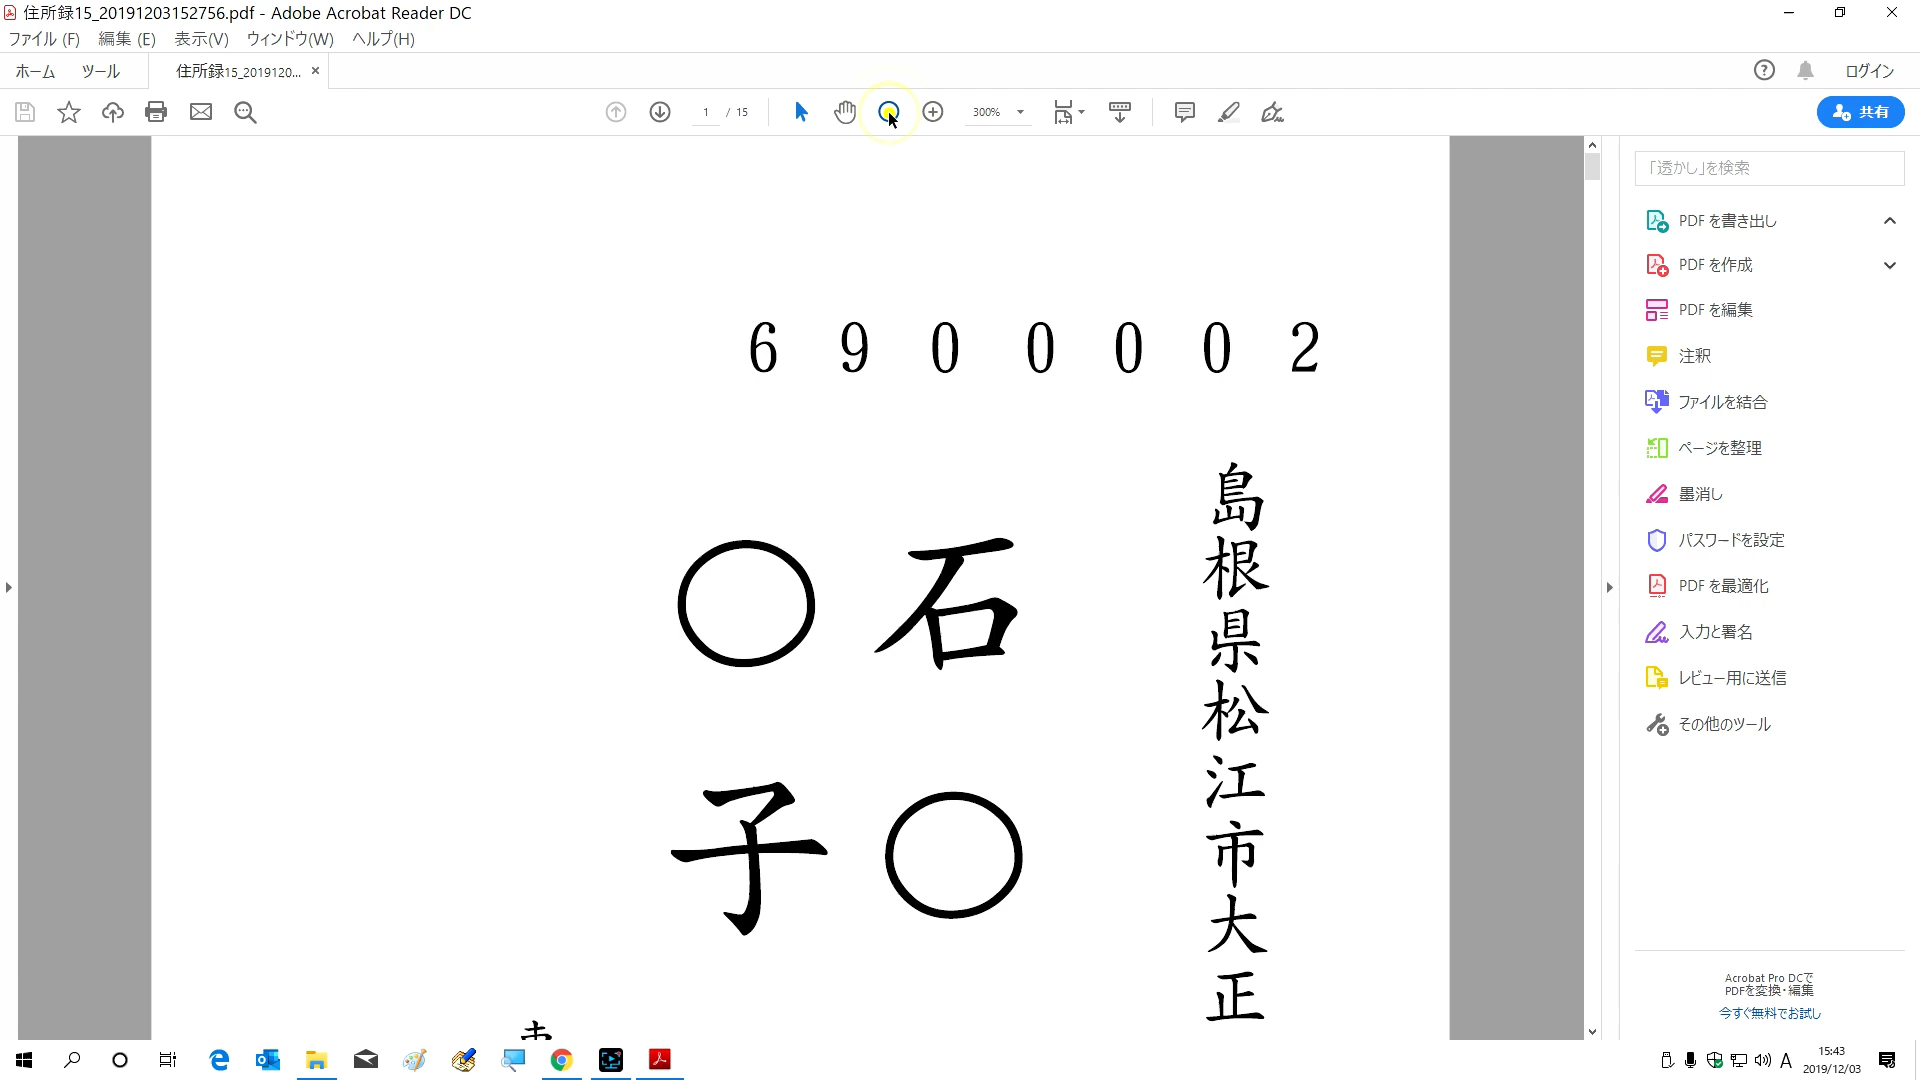 住所録15_20191203152756.pdf - Adobe Acrobat Reader DC
ファイル (F) 編集 (E) 表示(V) ウィンドウ(W) ヘルプ(H)
ホーム ツール 住所録15_2019120... × ログイン
1 / 15 300% 共有
「透かし」を検索
PDF を書き出し
PDF を作成
PDF を編集
注釈
ファイルを結合
ページを整理
墨消し
パスワードを設定
PDF を最適化
入力と署名
レビュー用に送信
その他のツール
Acrobat Pro DCで
PDFを変換・編集
今すぐ無料でお試し
6 9 0 0 0 0 2
島根県松江市大正
石〇
〇子
A 15:43
2019/12/03